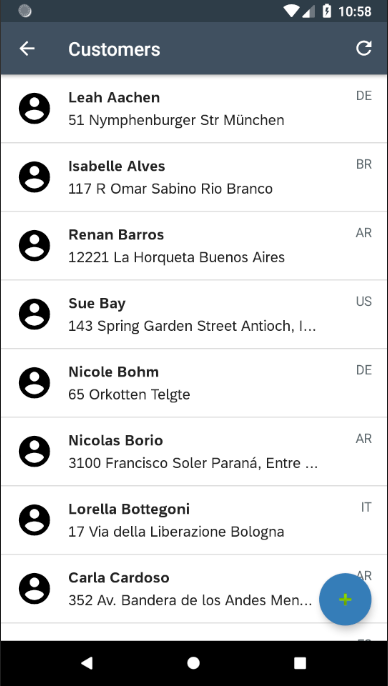 10:58
Customers
Leah Aachen DE
51 Nymphenburger Str München
Isabelle Alves BR
117 R Omar Sabino Rio Branco
Renan Barros AR
12221 La Horqueta Buenos Aires
Sue Bay US
143 Spring Garden Street Antioch, I...
Nicole Bohm DE
65 Orkotten Telgte
Nicolas Borio AR
3100 Francisco Soler Paraná, Entre ...
Lorella Bottegoni IT
17 Via della Liberazione Bologna
Carla Cardoso AR
352 Av. Bandera de los Andes Men...